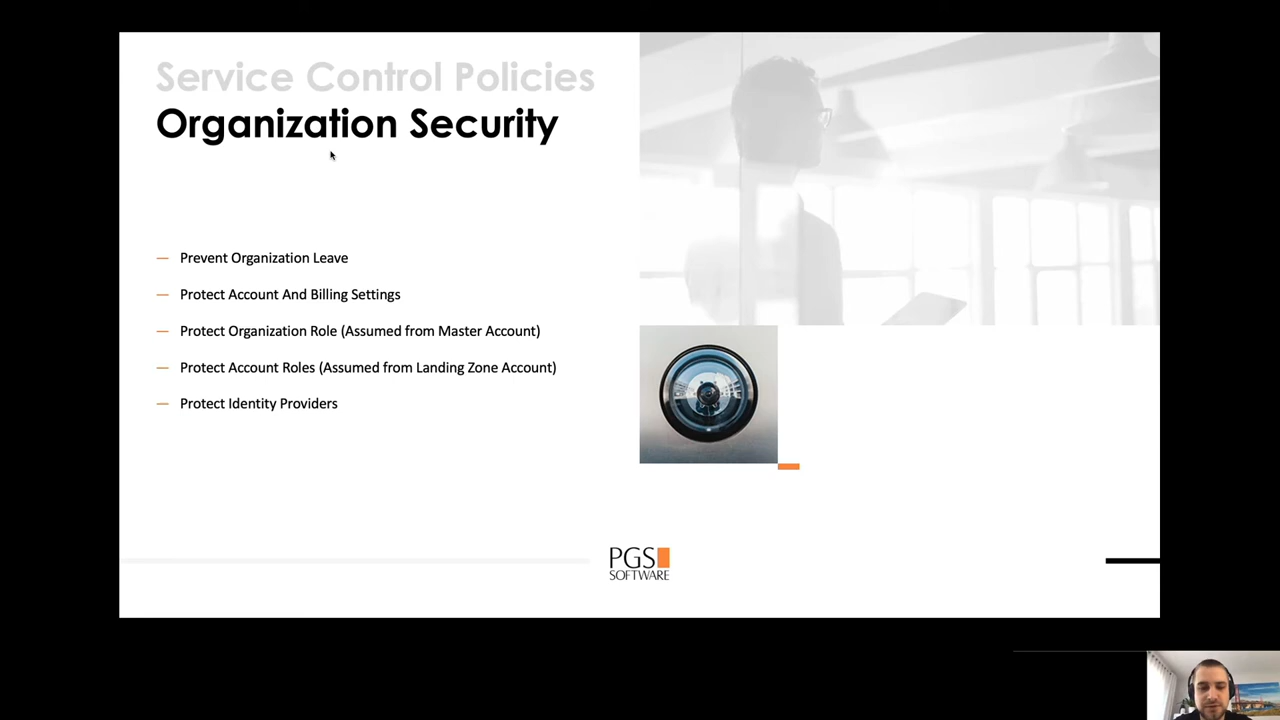 Service Control Policies
Organization Security
— Prevent Organization Leave
— Protect Account And Billing Settings
— Protect Organization Role (Assumed from Master Account)
— Protect Account Roles (Assumed from Landing Zone Account)
— Protect Identity Providers
PGS
SOFTWARE